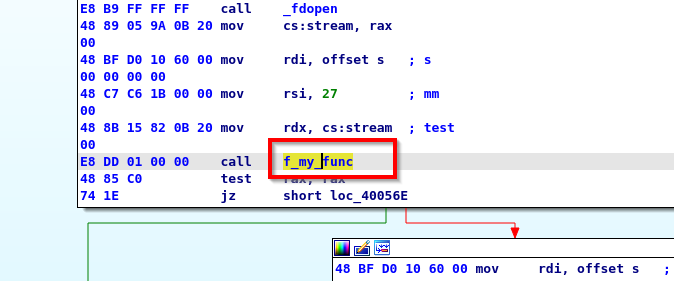 E8 B9 FF FF FF call _fdopen
48 89 05 9A 0B 20 mov cs:stream, rax
00
48 BF D0 10 60 00 mov rdi, offset s ; s
00 00 00 00
48 C7 C6 1B 00 00 mov rsi, 27 ; mm
00
48 8B 15 82 0B 20 mov rdx, cs:stream ; test
00
E8 DD 01 00 00 call f_my_func
48 85 C0 test rax, rax
74 1E jz short loc_40056E
48 BF D0 10 60 00 mov rdi, offset s ;